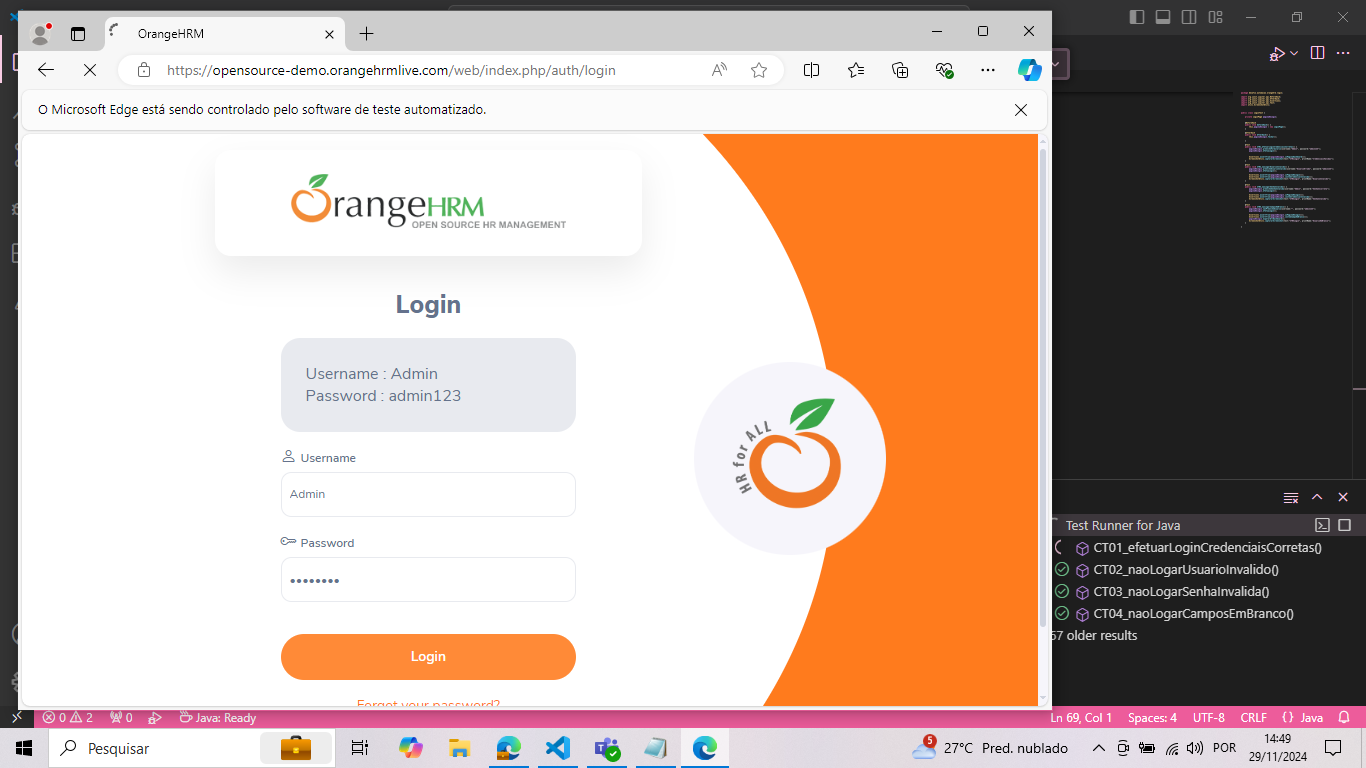 OrangeHRM
https://opensource-demo.orangehrmlive.com/web/index.php/auth/login
O Microsoft Edge está sendo controlado pelo software de teste automatizado.
OrangeHRM
OPEN SOURCE HR MANAGEMENT
Login
Username : Admin
Password : admin123
Username
Admin
Password
••••••••
Login
Forgot your password?
HR for ALL
Test Runner for Java
CT01_efetuarLoginCredenciaisCorretas()
CT02_naoLogarUsuarioInvalido()
CT03_naoLogarSenhaInvalida()
CT04_naoLogarCamposEmBranco()
67 older results
0 2 0 Java: Ready
Ln 69, Col 1 Spaces: 4 UTF-8 CRLF {} Java
Pesquisar
5
27°C Pred. nublado
POR
14:49
29/11/2024